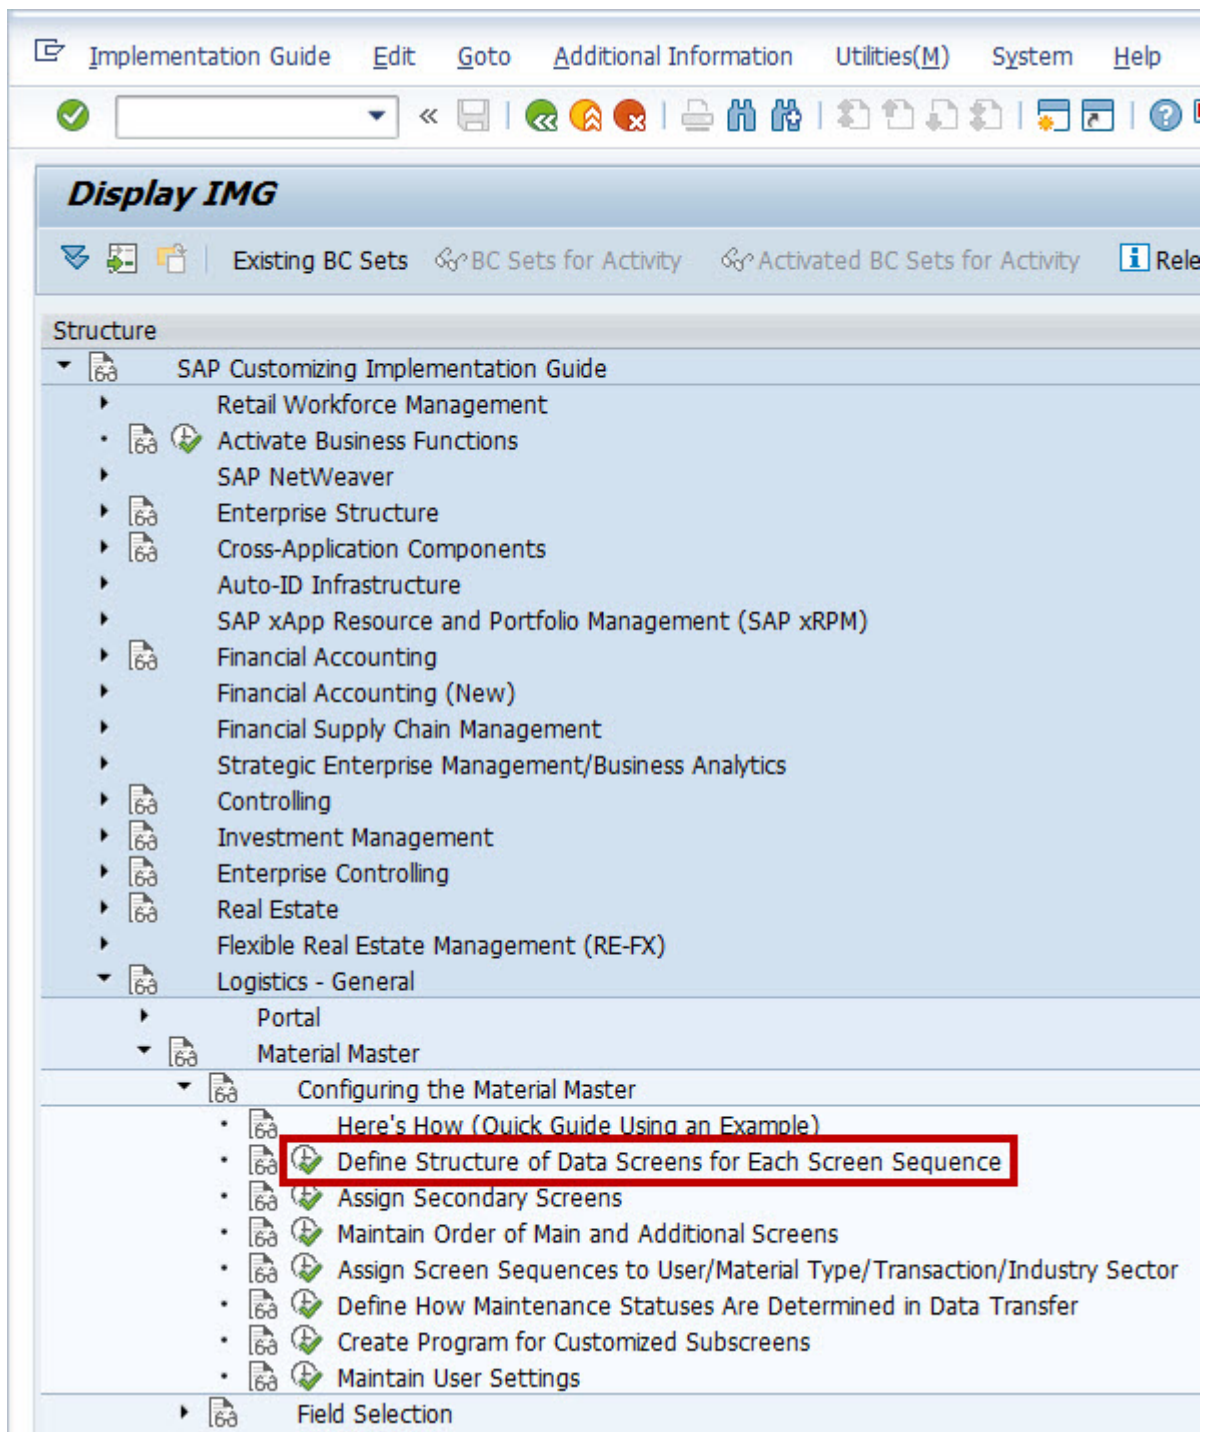 Implementation Guide Edit Goto Additional Information Utilities(M) System Help
Display IMG
Existing BC Sets BC Sets for Activity Activated BC Sets for Activity Rele
Structure
SAP Customizing Implementation Guide
Retail Workforce Management
Activate Business Functions
SAP NetWeaver
Enterprise Structure
Cross-Application Components
Auto-ID Infrastructure
SAP xApp Resource and Portfolio Management (SAP xRPM)
Financial Accounting
Financial Accounting (New)
Financial Supply Chain Management
Strategic Enterprise Management/Business Analytics
Controlling
Investment Management
Enterprise Controlling
Real Estate
Flexible Real Estate Management (RE-FX)
Logistics - General
Portal
Material Master
Configuring the Material Master
Here's How (Quick Guide Using an Example)
Define Structure of Data Screens for Each Screen Sequence
Assign Secondary Screens
Maintain Order of Main and Additional Screens
Assign Screen Sequences to User/Material Type/Transaction/Industry Sector
Define How Maintenance Statuses Are Determined in Data Transfer
Create Program for Customized Subscreens
Maintain User Settings
Field Selection